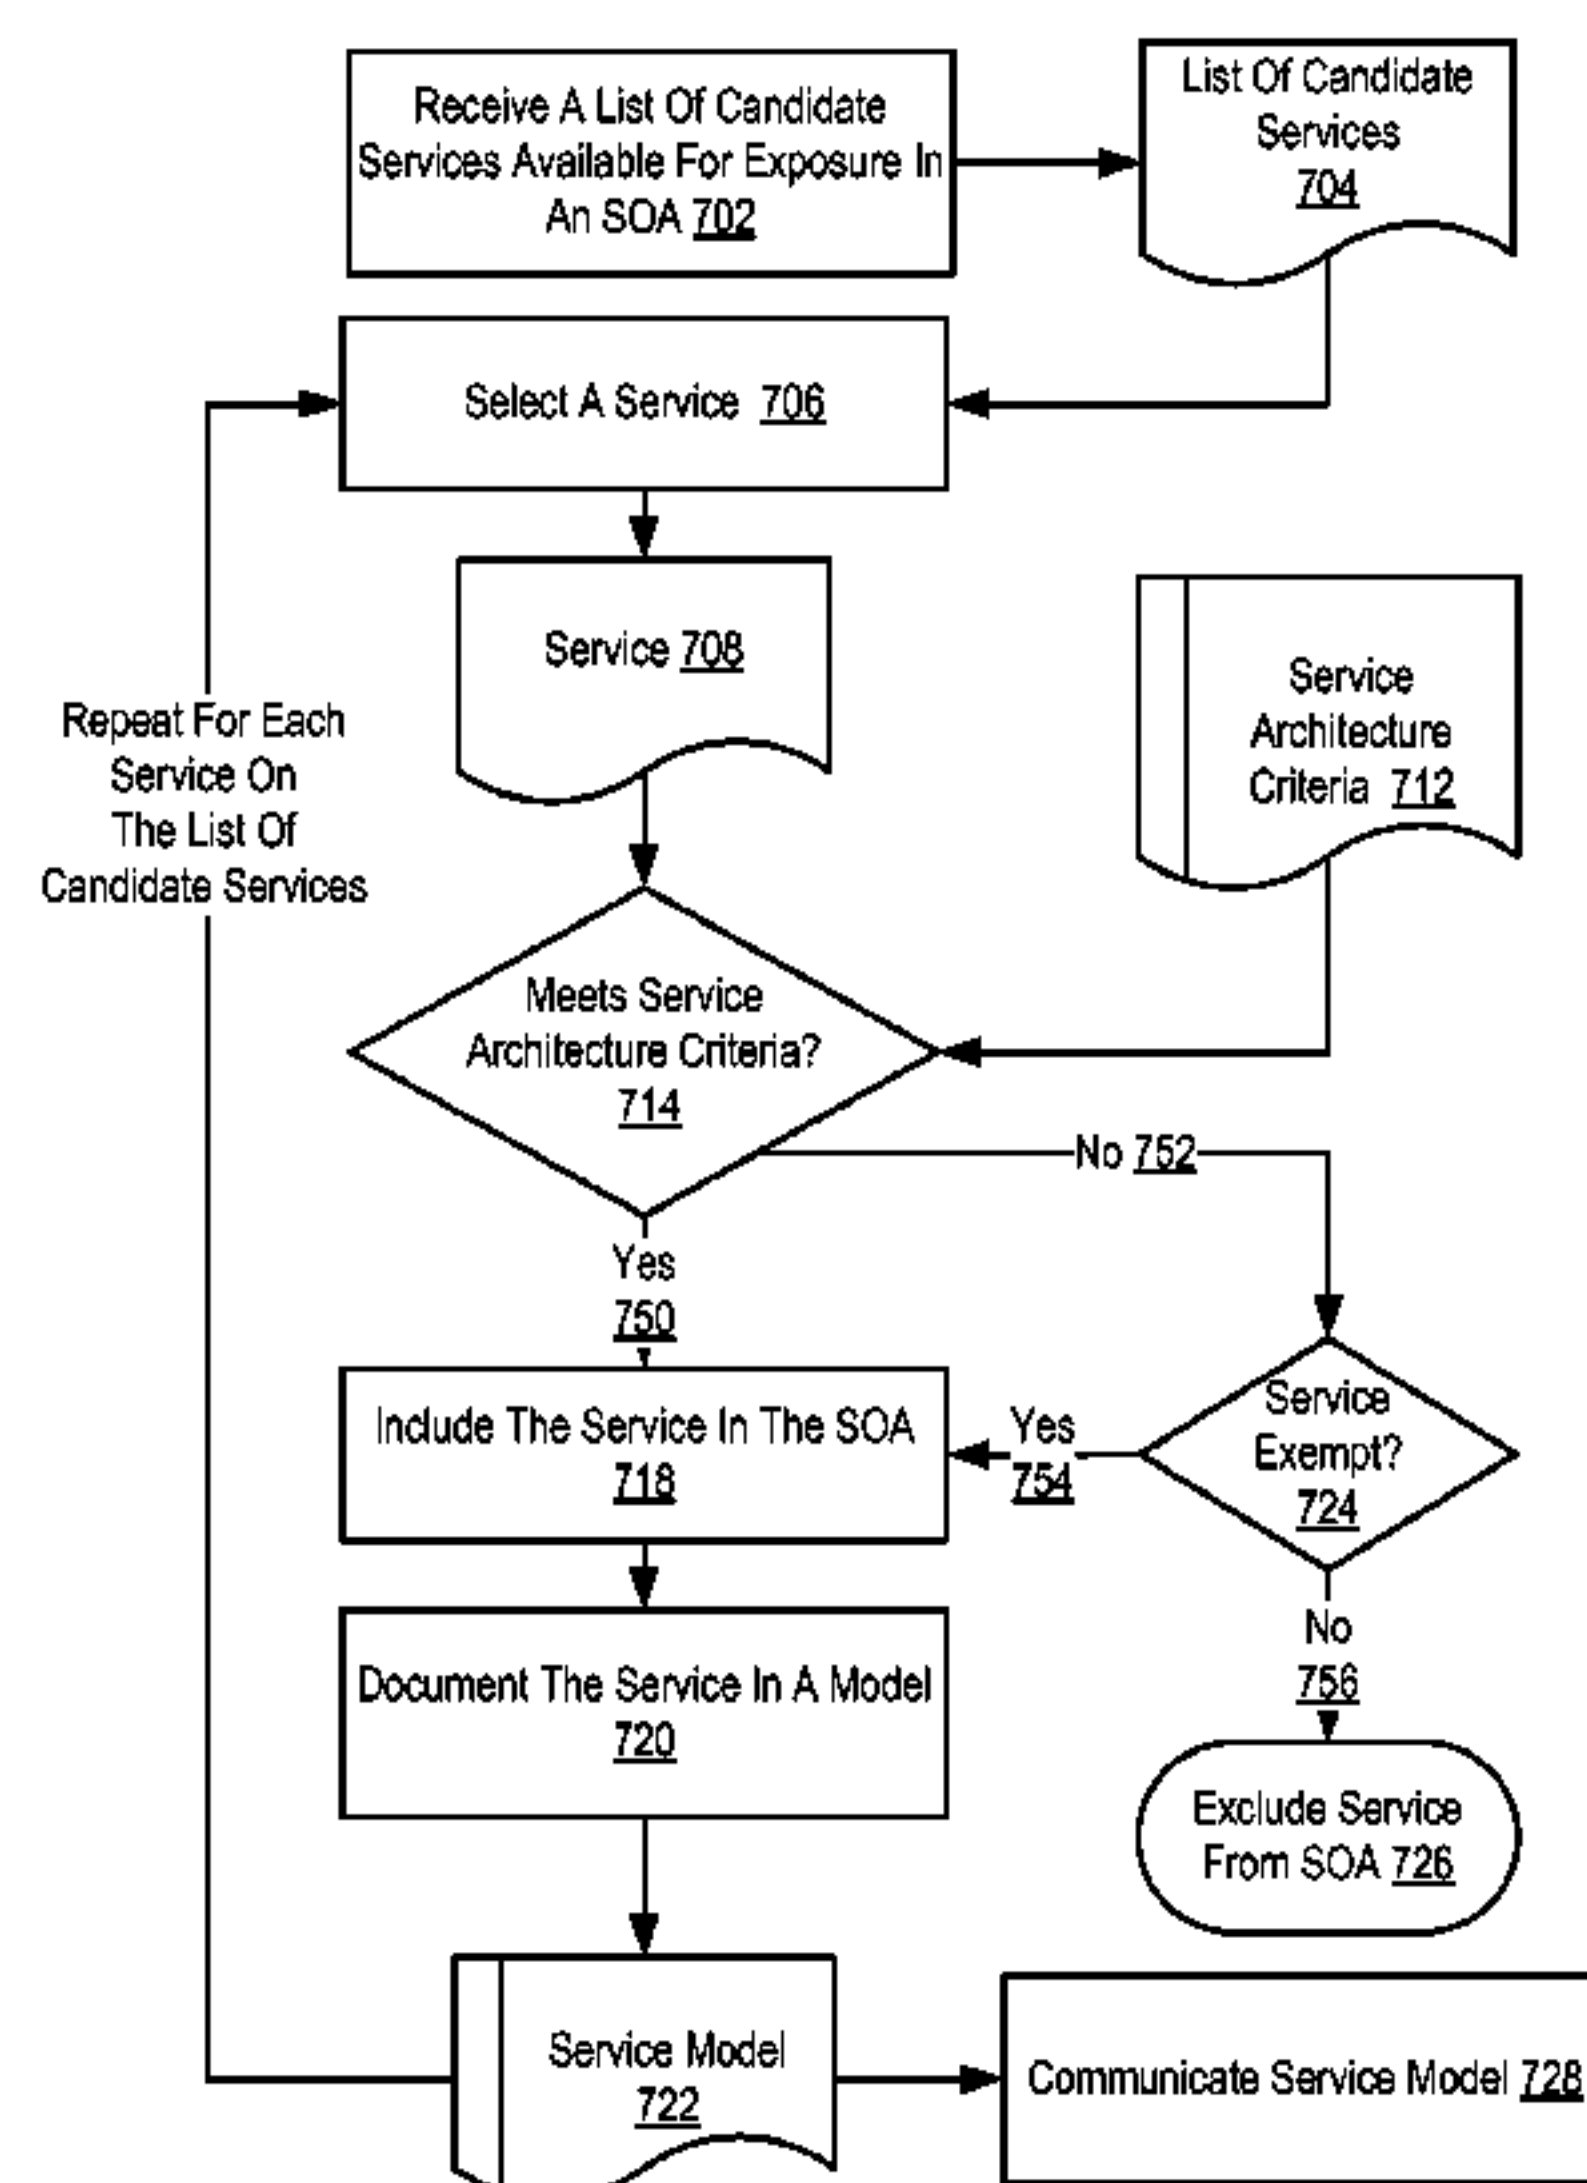 Receive A List Of Candidate
Services Available For Exposure In
An SOA 702
List Of Candidate
Services
704
Select A Service 706
Service 708
Service
Architecture
Criteria 712
Repeat For Each
Service On
The List Of
Candidate Services
Meets Service
Architecture Criteria?
714
No 752
Yes
750
Include The Service In The SOA
718
Yes
754
Service
Exempt?
724
No
756
Document The Service In A Model
720
Exclude Service
From SOA 726
Service Model
722
Communicate Service Model 728